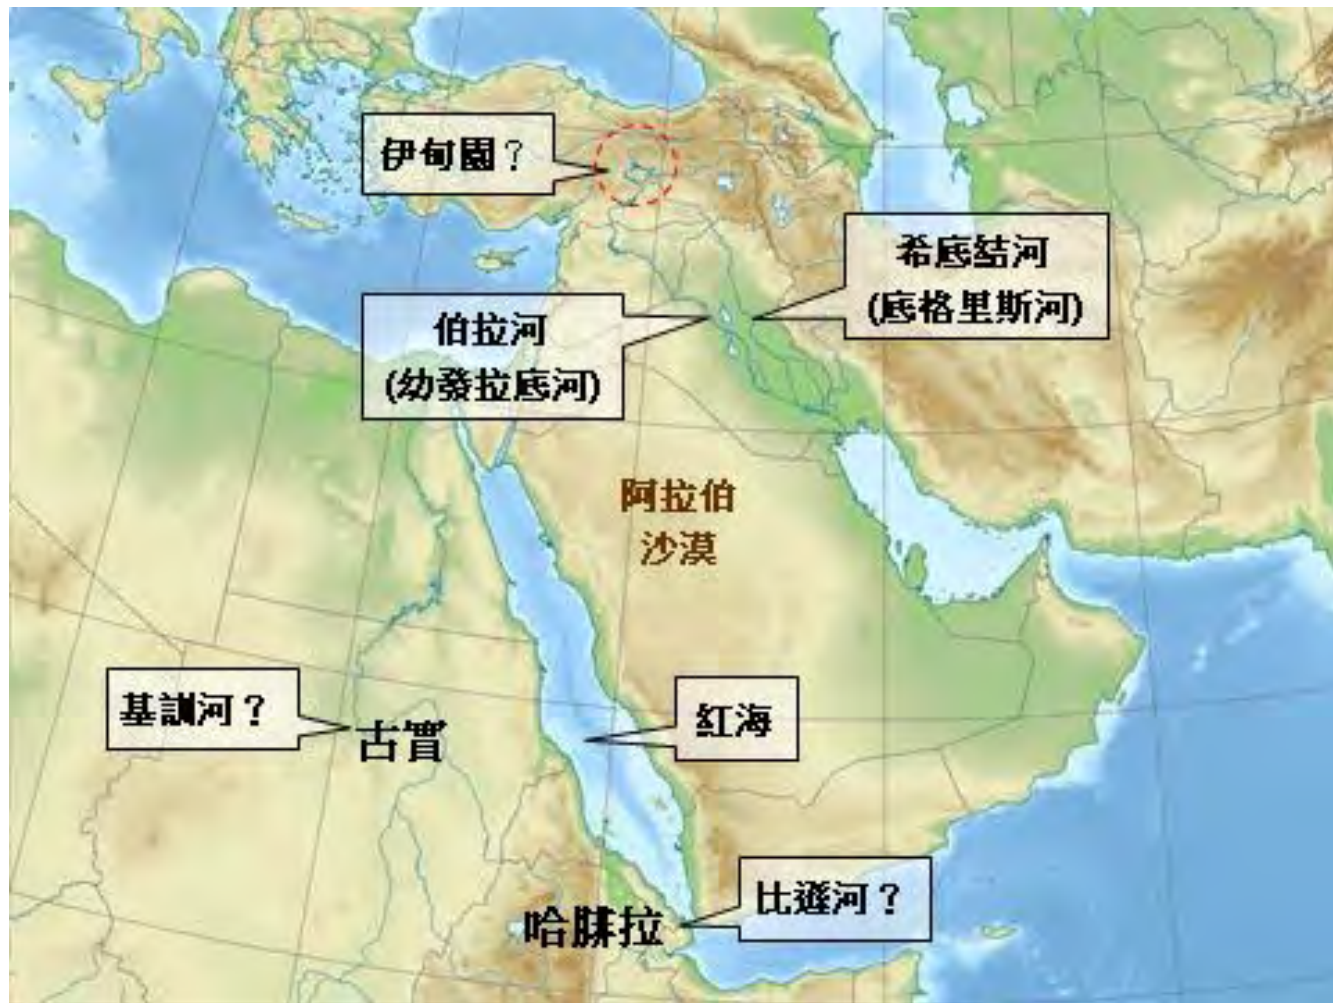 伊甸園？
希底結河
(底格里斯河)
伯拉河
(幼發拉底河)
阿拉伯
沙漠
基訓河？
古實
紅海
比遜河？
哈腓拉